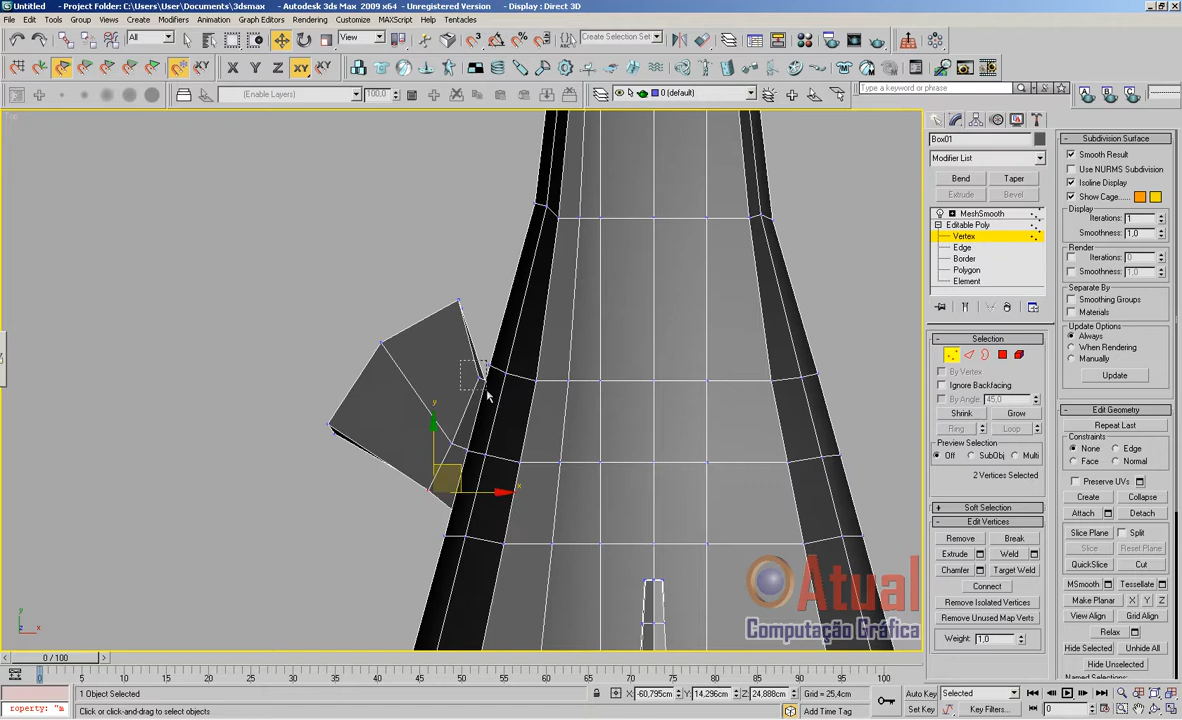 Untitled - Project Folder: C:\Users\User\Documents\3dsmax - Autodesk 3ds Max 2009 x64 - Unregistered Version - Display : Direct 3D
File Edit Tools Group Views Create Modifiers Animation Graph Editors Rendering Customize MAXScript Help Tentacles
All View Create Selection Set
X Y Z XY XY
(Enable Layers) 100,0 0 (default) Type a keyword or phrase
A B C
Top
y
x
y
x
z
Atual
Computação Gráfica
Box01
Modifier List
Bend Taper
Extrude Bevel
MeshSmooth
Editable Poly
Vertex
Edge
Border
Polygon
Element
Selection
By Vertex
Ignore Backfacing
By Angle: 45,0
Shrink Grow
Ring Loop
Preview Selection
Off SubObj Multi
2 Vertices Selected
Soft Selection
Edit Vertices
Remove Break
Extrude Weld
Chamfer Target Weld
Connect
Remove Isolated Vertices
Remove Unused Map Verts
Weight: 1,0
Subdivision Surface
Smooth Result
Use NURMS Subdivision
Isoline Display
Show Cage......
Display
Iterations: 1
Smoothness: 1,0
Render
Iterations: 0
Smoothness: 1,0
Separate By
Smoothing Groups
Materials
Update Options
Always
When Rendering
Manually
Update
Edit Geometry
Repeat Last
Constraints
None Edge
Face Normal
Preserve UVs
Create Collapse
Attach Detach
Slice Plane Split
Slice Reset Plane
QuickSlice Cut
MSmooth Tessellate
Make Planar X Y Z
View Align Grid Align
Relax
Hide Selected Unhide All
Hide Unselected
Named Selections:
0 / 100
0 5 10 15 20 25 30 35 40 45 50 55 60 65 70 75 80 85 90 95 100
1 Object Selected X: -60,795cm Y: 14,296cm Z: 24,888cm Grid = 25,4cm Auto Key Selected
roperty: "m Click or click-and-drag to select objects Add Time Tag Set Key Key Filters... 0